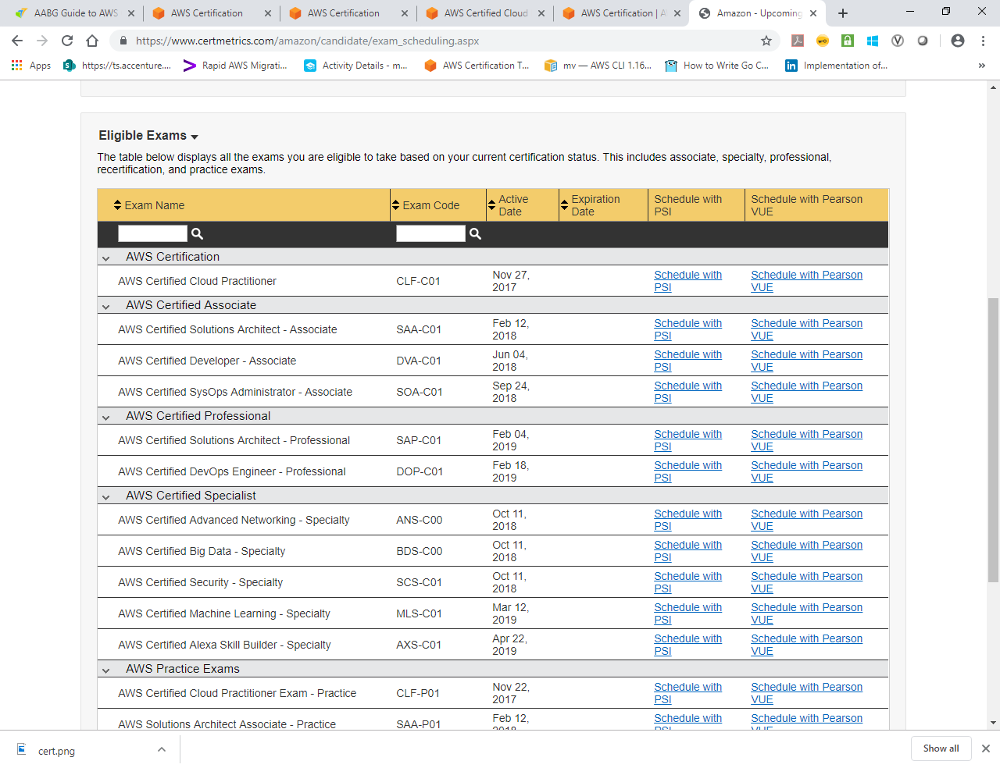 AABG Guide to AWS
AWS Certification
AWS Certification
AWS Certified Cloud
AWS Certification | A
Amazon - Upcoming
https://www.certmetrics.com/amazon/candidate/exam_scheduling.aspx
Apps
https://ts.accenture....
Rapid AWS Migrati...
Activity Details - m...
AWS Certification T...
mv — AWS CLI 1.16...
How to Write Go C...
Implementation of...
Eligible Exams
The table below displays all the exams you are eligible to take based on your current certification status. This includes associate, specialty, professional,
recertification, and practice exams.
Exam Name
Exam Code
Active
Date
Expiration
Date
Schedule with
PSI
Schedule with Pearson
VUE
AWS Certification
AWS Certified Cloud Practitioner
CLF-C01
Nov 27,
2017
Schedule with
PSI
Schedule with Pearson
VUE
AWS Certified Associate
AWS Certified Solutions Architect - Associate
SAA-C01
Feb 12,
2018
Schedule with
PSI
Schedule with Pearson
VUE
AWS Certified Developer - Associate
DVA-C01
Jun 04,
2018
Schedule with
PSI
Schedule with Pearson
VUE
AWS Certified SysOps Administrator - Associate
SOA-C01
Sep 24,
2018
Schedule with
PSI
Schedule with Pearson
VUE
AWS Certified Professional
AWS Certified Solutions Architect - Professional
SAP-C01
Feb 04,
2019
Schedule with
PSI
Schedule with Pearson
VUE
AWS Certified DevOps Engineer - Professional
DOP-C01
Feb 18,
2019
Schedule with
PSI
Schedule with Pearson
VUE
AWS Certified Specialist
AWS Certified Advanced Networking - Specialty
ANS-C00
Oct 11,
2018
Schedule with
PSI
Schedule with Pearson
VUE
AWS Certified Big Data - Specialty
BDS-C00
Oct 11,
2018
Schedule with
PSI
Schedule with Pearson
VUE
AWS Certified Security - Specialty
SCS-C01
Oct 11,
2018
Schedule with
PSI
Schedule with Pearson
VUE
AWS Certified Machine Learning - Specialty
MLS-C01
Mar 12,
2019
Schedule with
PSI
Schedule with Pearson
VUE
AWS Certified Alexa Skill Builder - Specialty
AXS-C01
Apr 22,
2019
Schedule with
PSI
Schedule with Pearson
VUE
AWS Practice Exams
AWS Certified Cloud Practitioner Exam - Practice
CLF-P01
Nov 22,
2017
Schedule with
PSI
Schedule with Pearson
VUE
AWS Solutions Architect Associate - Practice
SAA-P01
Feb 12,
2018
Schedule with
PSI
Schedule with Pearson
VUE
cert.png
Show all